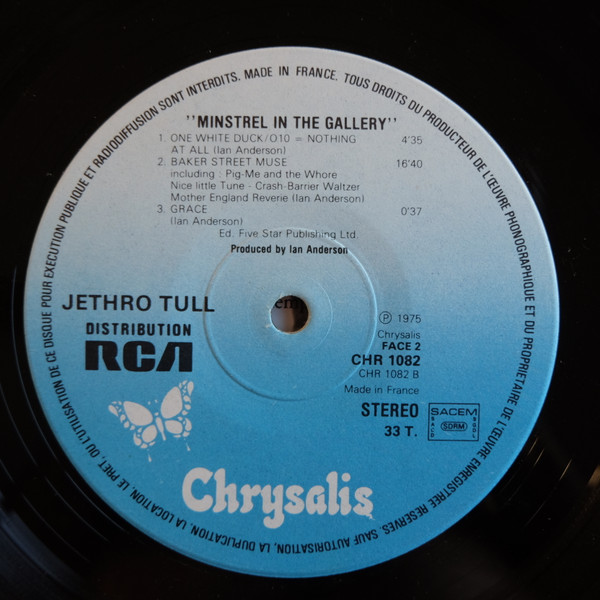 ''MINSTREL IN THE GALLERY''
1. ONE WHITE DUCK/O10 = NOTHING AT ALL (Ian Anderson) 4'35
2. BAKER STREET MUSE 16'40
including : Pig-Me and the Whore
Nice little Tune - Crash-Barrier Waltzer
Mother England Reverie (Ian Anderson)
3. GRACE 0'37
(Ian Anderson)
Ed. Five Star Publishing Ltd.
Produced by Ian Anderson
JETHRO TULL
DISTRIBUTION
RCA
Ⓟ 1975
Chrysalis
FACE 2
CHR 1082
CHR 1082 B
Made in France
STEREO
33 T.
SACEM
SACD
SDRM
SGDL
Chrysalis
MADE IN FRANCE. TOUS DROITS DU PRODUCTEUR DE L'ŒUVRE PHONOGRAPHIQUE ET DU PROPRIETAIRE DE L'ŒUVRE ENREGISTREE RESERVES. SAUF AUTORISATION, LA DUPLICATION, LA LOCATION, LE PRET, OU L'UTILISATION DE CE DISQUE POUR EXECUTION PUBLIQUE ET RADIODIFFUSION SONT INTERDITS.